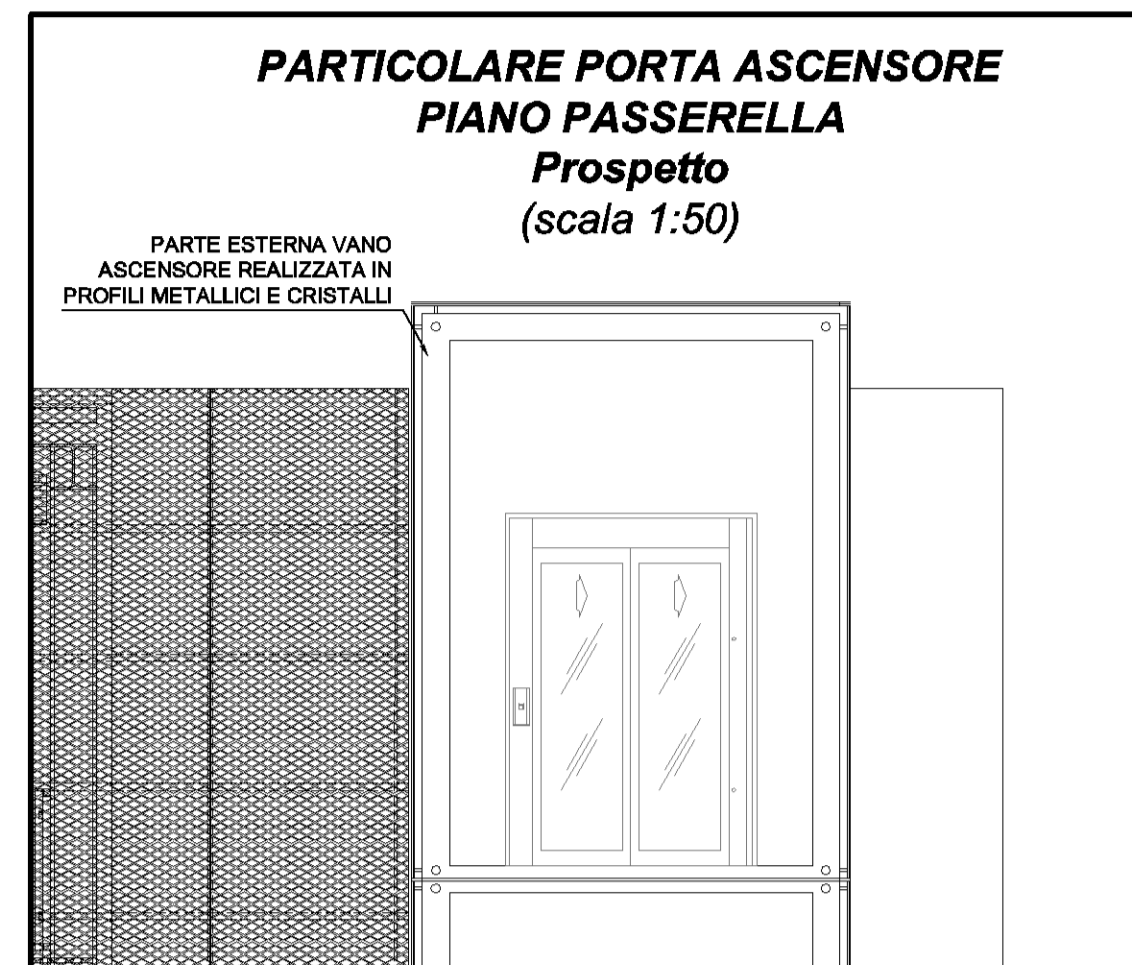 PARTICOLARE PORTA ASCENSORE
PIANO PASSERELLA
Prospetto
(scala 1:50)
PARTE ESTERNA VANO
ASCENSORE REALIZZATA IN
PROFILI METALLICI E CRISTALLI